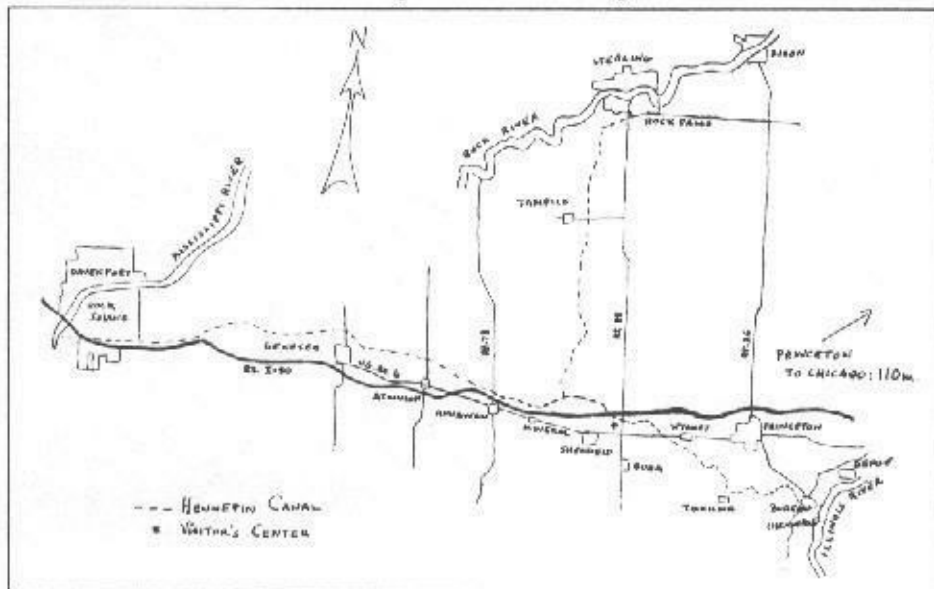 N
STERLING
DIXON
ROCK RIVER
ROCK FALLS
TAMPICO
MISSISSIPPI RIVER
DAVENPORT
ROCK
ISLAND
GENESEO
RT. I-80
US RT 6
ATKINSON
ANNAWAN
MINERAL
SHEFFIELD
RT. 78
RT. 88
RT. 26
WYANET
PRINCETON
PRINCETON
TO CHICAGO: 110 M.
BUDA
TISKILWA
BUREAU
DEPUE
ILLINOIS RIVER
--- HENNEPIN CANAL
* VISITOR'S CENTER